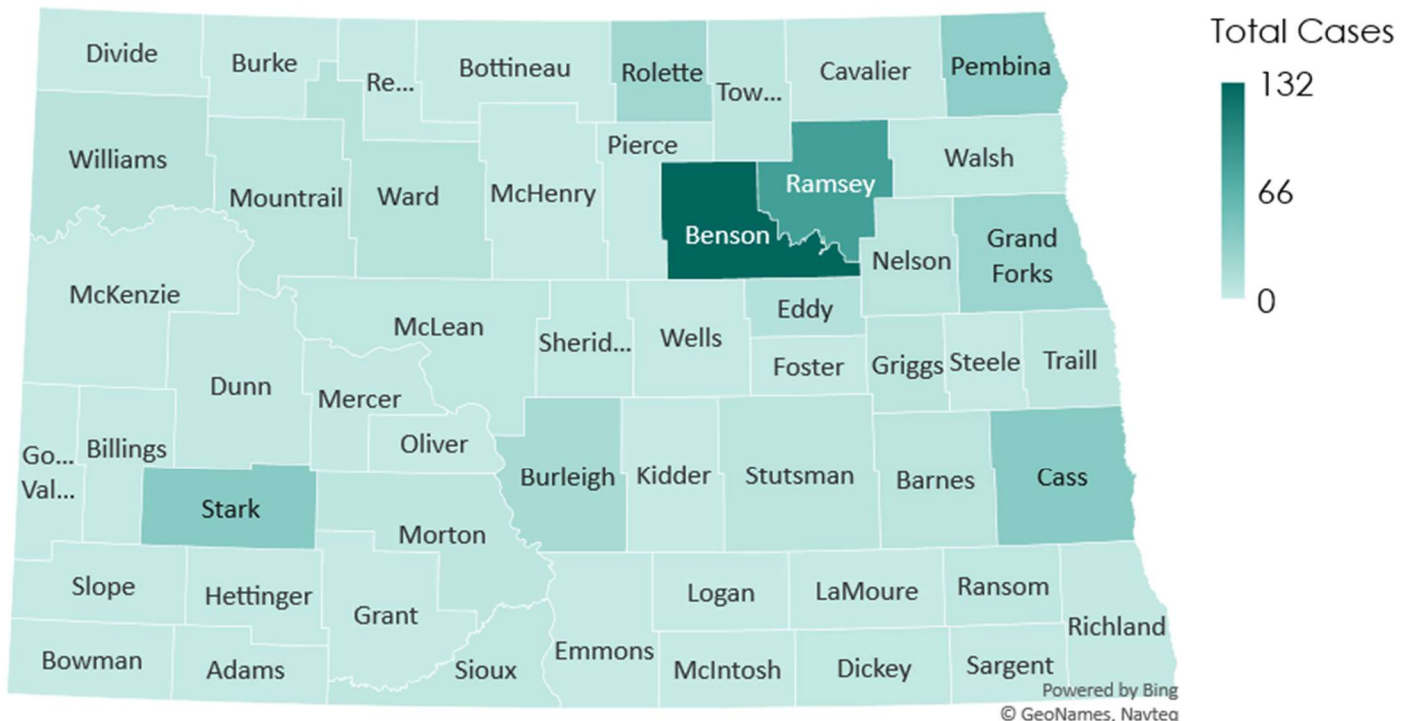 Divide
Burke
Re...
Bottineau
Rolette
Tow...
Cavalier
Pembina
Williams
Mountrail
Ward
McHenry
Pierce
Benson
Ramsey
Walsh
Nelson
Grand
Forks
McKenzie
McLean
Sherid...
Wells
Eddy
Foster
Griggs
Steele
Traill
Dunn
Mercer
Oliver
Go...
Val...
Billings
Stark
Morton
Burleigh
Kidder
Stutsman
Barnes
Cass
Slope
Hettinger
Grant
Logan
LaMoure
Ransom
Richland
Bowman
Adams
Sioux
Emmons
McIntosh
Dickey
Sargent
Total Cases
132
66
0
Powered by Bing
© GeoNames, Navteq